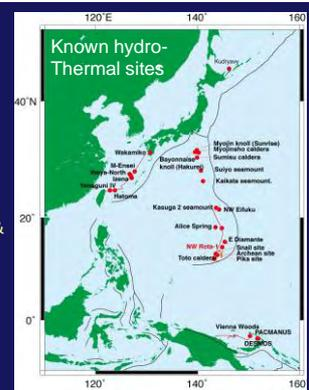 Known hydro-
Thermal sites
120˚E
140˚
160
40˚N
20˚
0˚
120˚
140˚
160
&
Kudryavy
Wakamiko
M-Ensei
Iheya-North
Izena
Yonaguni IV
Hatoma
Myojin knoll (Sunrise)
Myojinsho caldera
Bayonnaise
knoll (Hakurei)
Sumisu caldera
Suiyo seamount
Kaikata seamount.
Kasuga 2 seamount
NW Eifuku
Alice Spring
E Diamante
NW Rota-1
Snail site
Archean site
Pika site
Toto caldera
Vienna Woods
PACMANUS
DESMOS